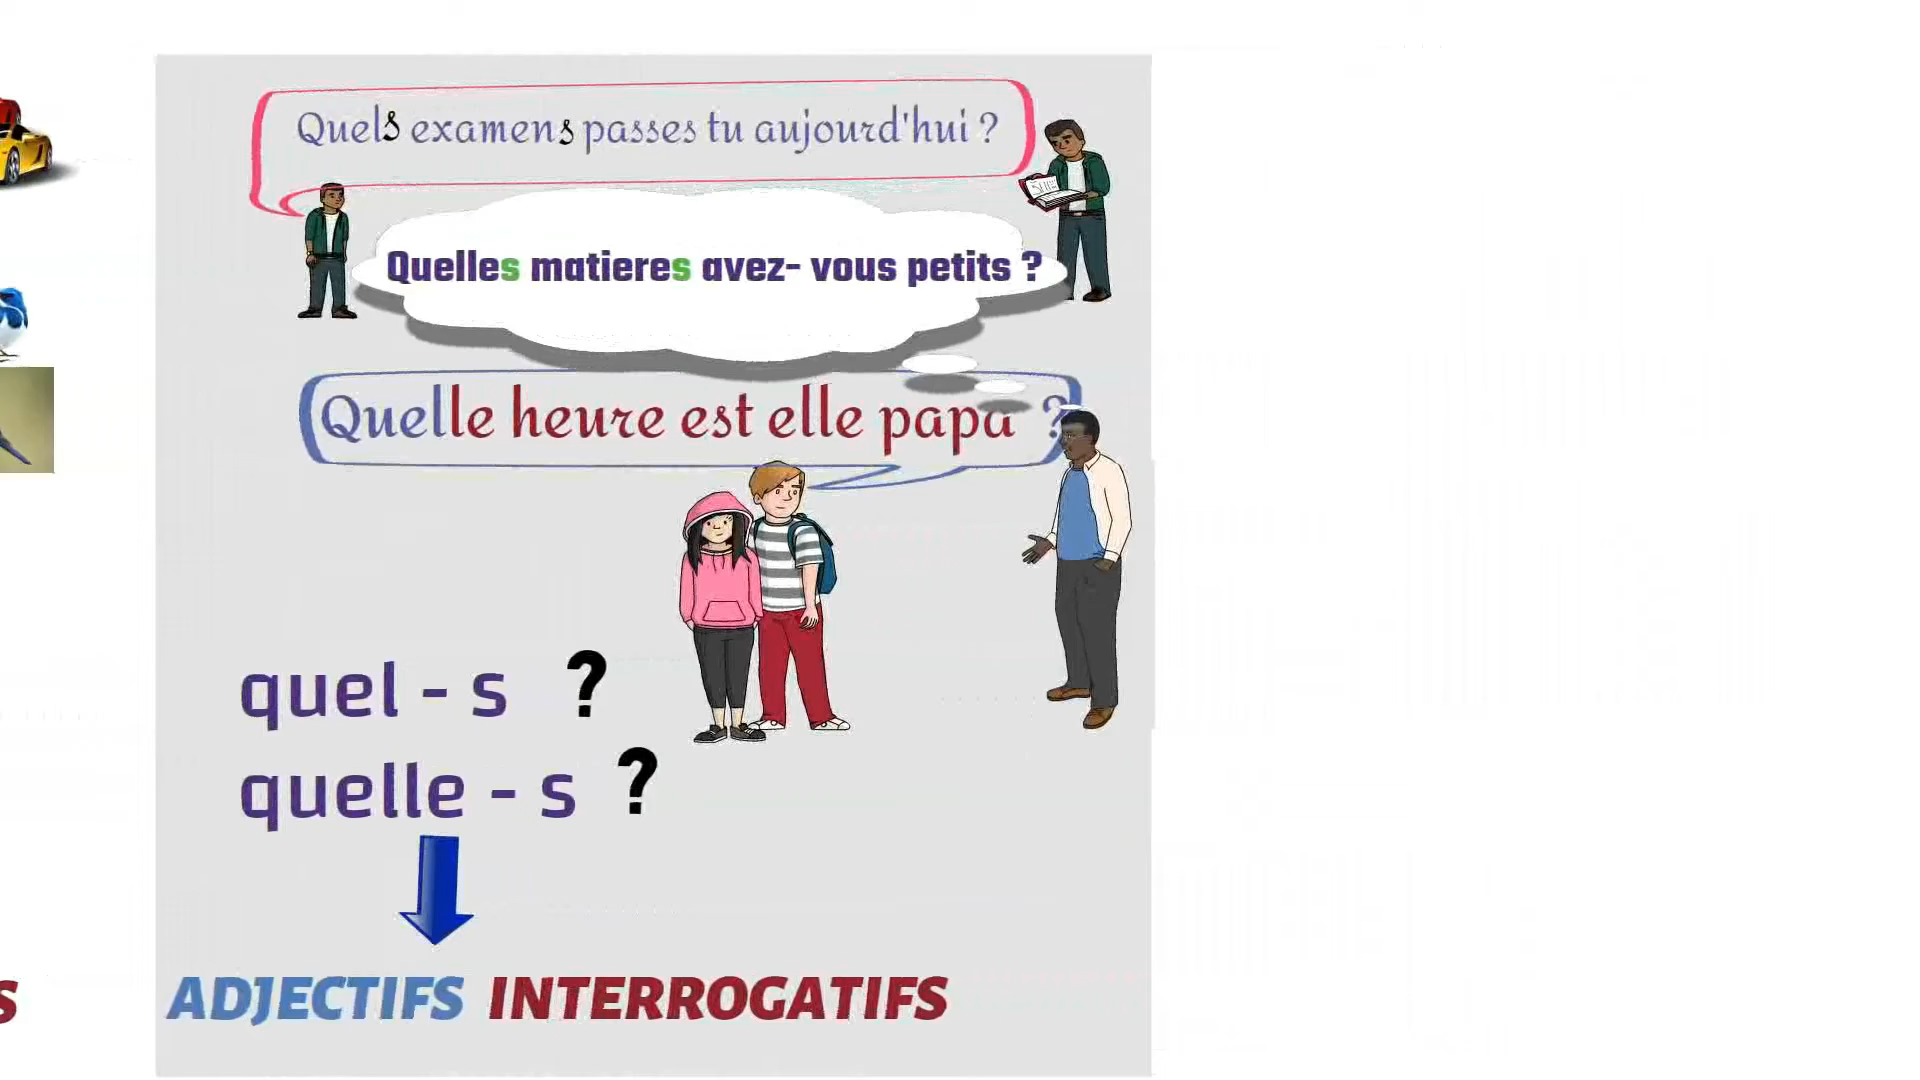 Quels examens passes tu aujourd'hui ?
Quelles matieres avez- vous petits ?
Quelle heure est elle papa ?
quel - s ?
quelle - s ?
ADJECTIFS INTERROGATIFS